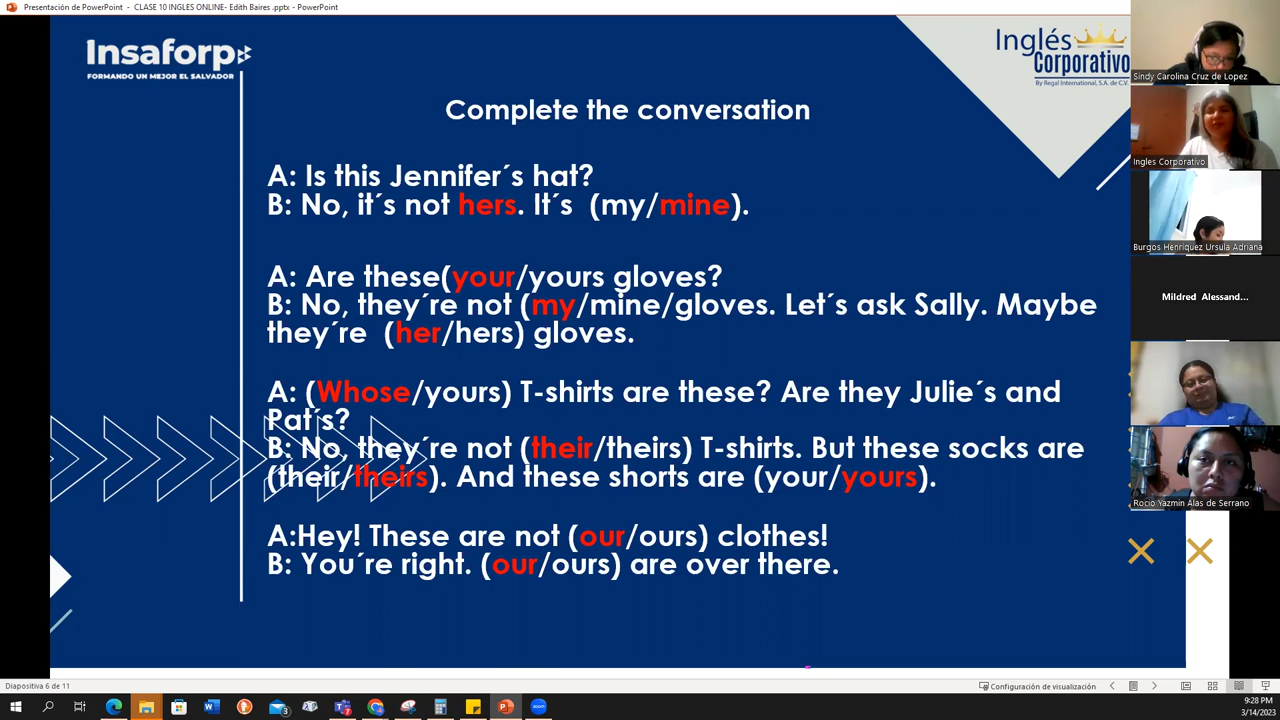 Presentación de PowerPoint - CLASE 10 INGLES ONLINE- Edith Baires .pptx - PowerPoint
Insaforp
FORMANDO UN MEJOR EL SALVADOR
Inglés
Corporativo
By Regal International, S.A. de C.V.
Complete the conversation
A: Is this Jennifer´s hat?
B: No, it´s not hers. It´s (my/mine).
A: Are these(your/yours gloves?
B: No, they´re not (my/mine/gloves. Let´s ask Sally. Maybe
they´re (her/hers) gloves.
A: (Whose/yours) T-shirts are these? Are they Julie´s and
Pat´s?
B: No, they´re not (their/theirs) T-shirts. But these socks are
(their/theirs). And these shorts are (your/yours).
A:Hey! These are not (our/ours) clothes!
B: You´re right. (our/ours) are over there.
Sindy Carolina Cruz de Lopez
Ingles Corporativo
Burgos Henriquez Ursula Adriana
Mildred Alessand...
Rocio Yazmin Alas de Serrano
Diapositiva 6 de 11
Configuración de visualización
9:28 PM
3/14/2023